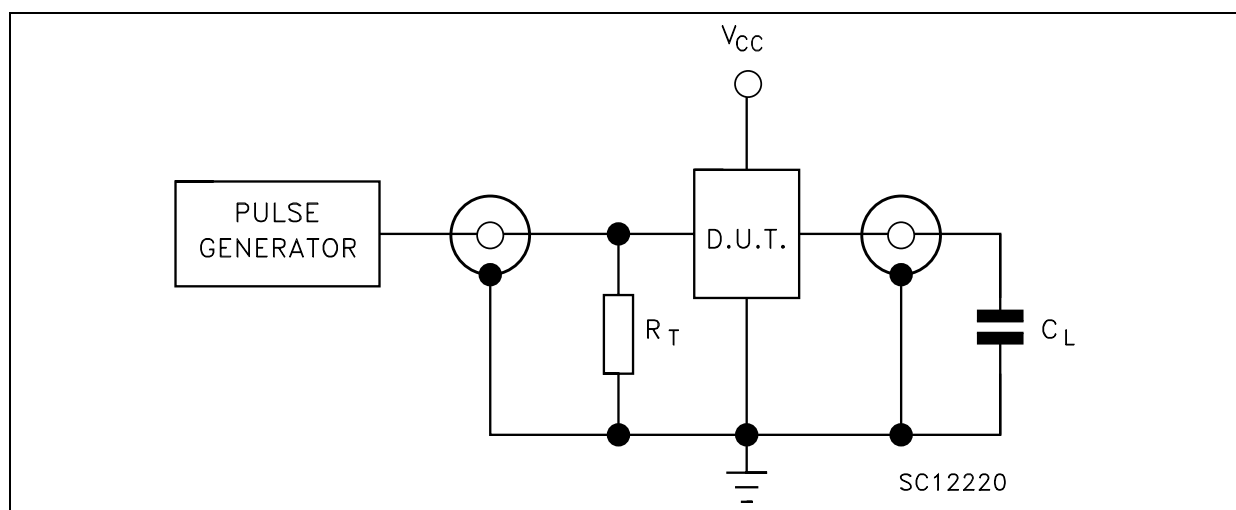 VCC
PULSE
GENERATOR
D.U.T.
RT
CL
SC12220